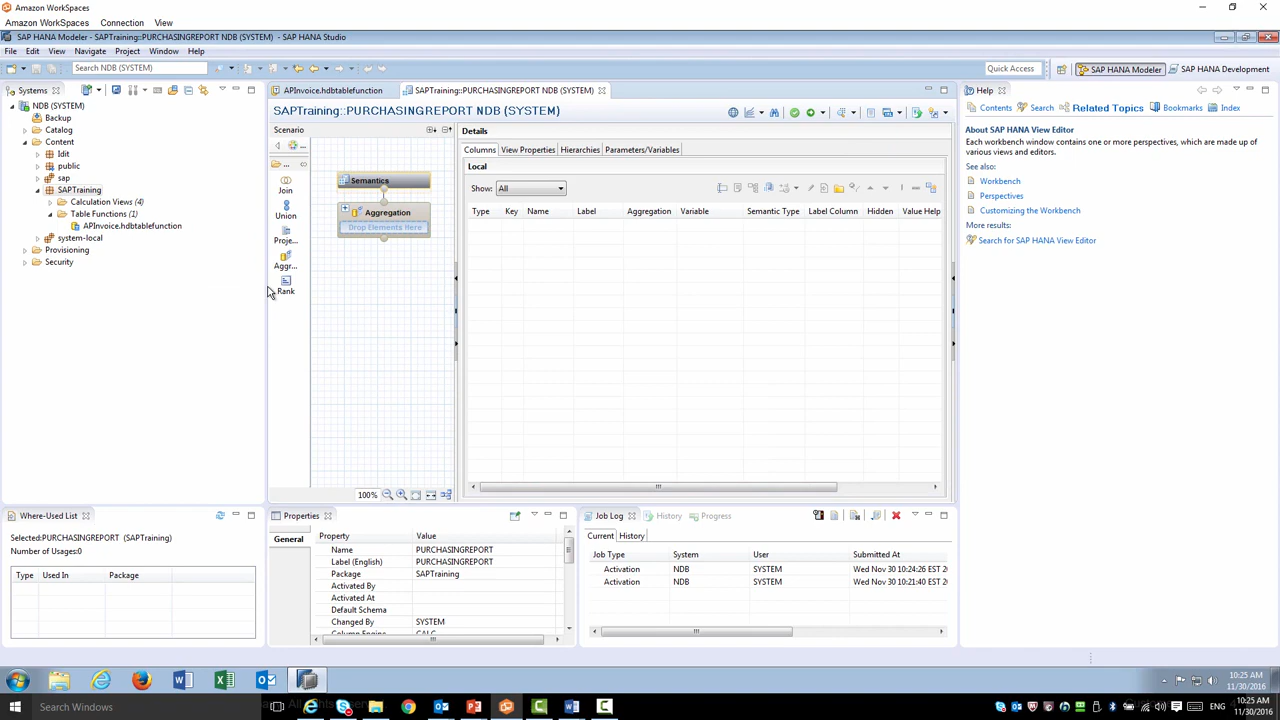 Amazon WorkSpaces
Amazon WorkSpaces Connection View
SAP HANA Modeler - SAPTraining::PURCHASINGREPORT NDB (SYSTEM) - SAP HANA Studio
File Edit View Navigate Project Window Help
Search NDB (SYSTEM)
Quick Access
SAP HANA Modeler
SAP HANA Development
Systems
NDB (SYSTEM)
Backup
Catalog
Content
Idit
public
sap
SAPTraining
Calculation Views (4)
Table Functions (1)
APInvoice.hdbtablefunction
system-local
Provisioning
Security
APInvoice.hdbtablefunction
SAPTraining::PURCHASINGREPORT NDB (SYSTEM)
SAPTraining::PURCHASINGREPORT NDB (SYSTEM)
Scenario
...
...
Join
Union
Proje...
Aggr...
Rank
Semantics
Aggregation
Drop Elements Here
100%
Details
Columns View Properties Hierarchies Parameters/Variables
Local
Show: All
Type Key Name Label Aggregation Variable Semantic Type Label Column Hidden Value Help
Help
Contents Search Related Topics Bookmarks Index
About SAP HANA View Editor
Each workbench window contains one or more perspectives, which are made up of
various views and editors.
See also:
Workbench
Perspectives
Customizing the Workbench
More results:
Search for SAP HANA View Editor
Where-Used List
Selected:PURCHASINGREPORT (SAPTraining)
Number of Usages:0
Type Used In Package
Properties
General
Property Value
Name PURCHASINGREPORT
Label (English) PURCHASINGREPORT
Package SAPTraining
Activated By
Activated At
Default Schema
Changed By SYSTEM
Column Engine CALC
Job Log History Progress
Current History
Job Type System User Submitted At
Activation NDB SYSTEM Wed Nov 30 10:24:26 EST 2
Activation NDB SYSTEM Wed Nov 30 10:21:40 EST 2
10:25 AM
11/30/2016
Search Windows
All Rights Rese
ENG
10:25 AM
11/30/2016